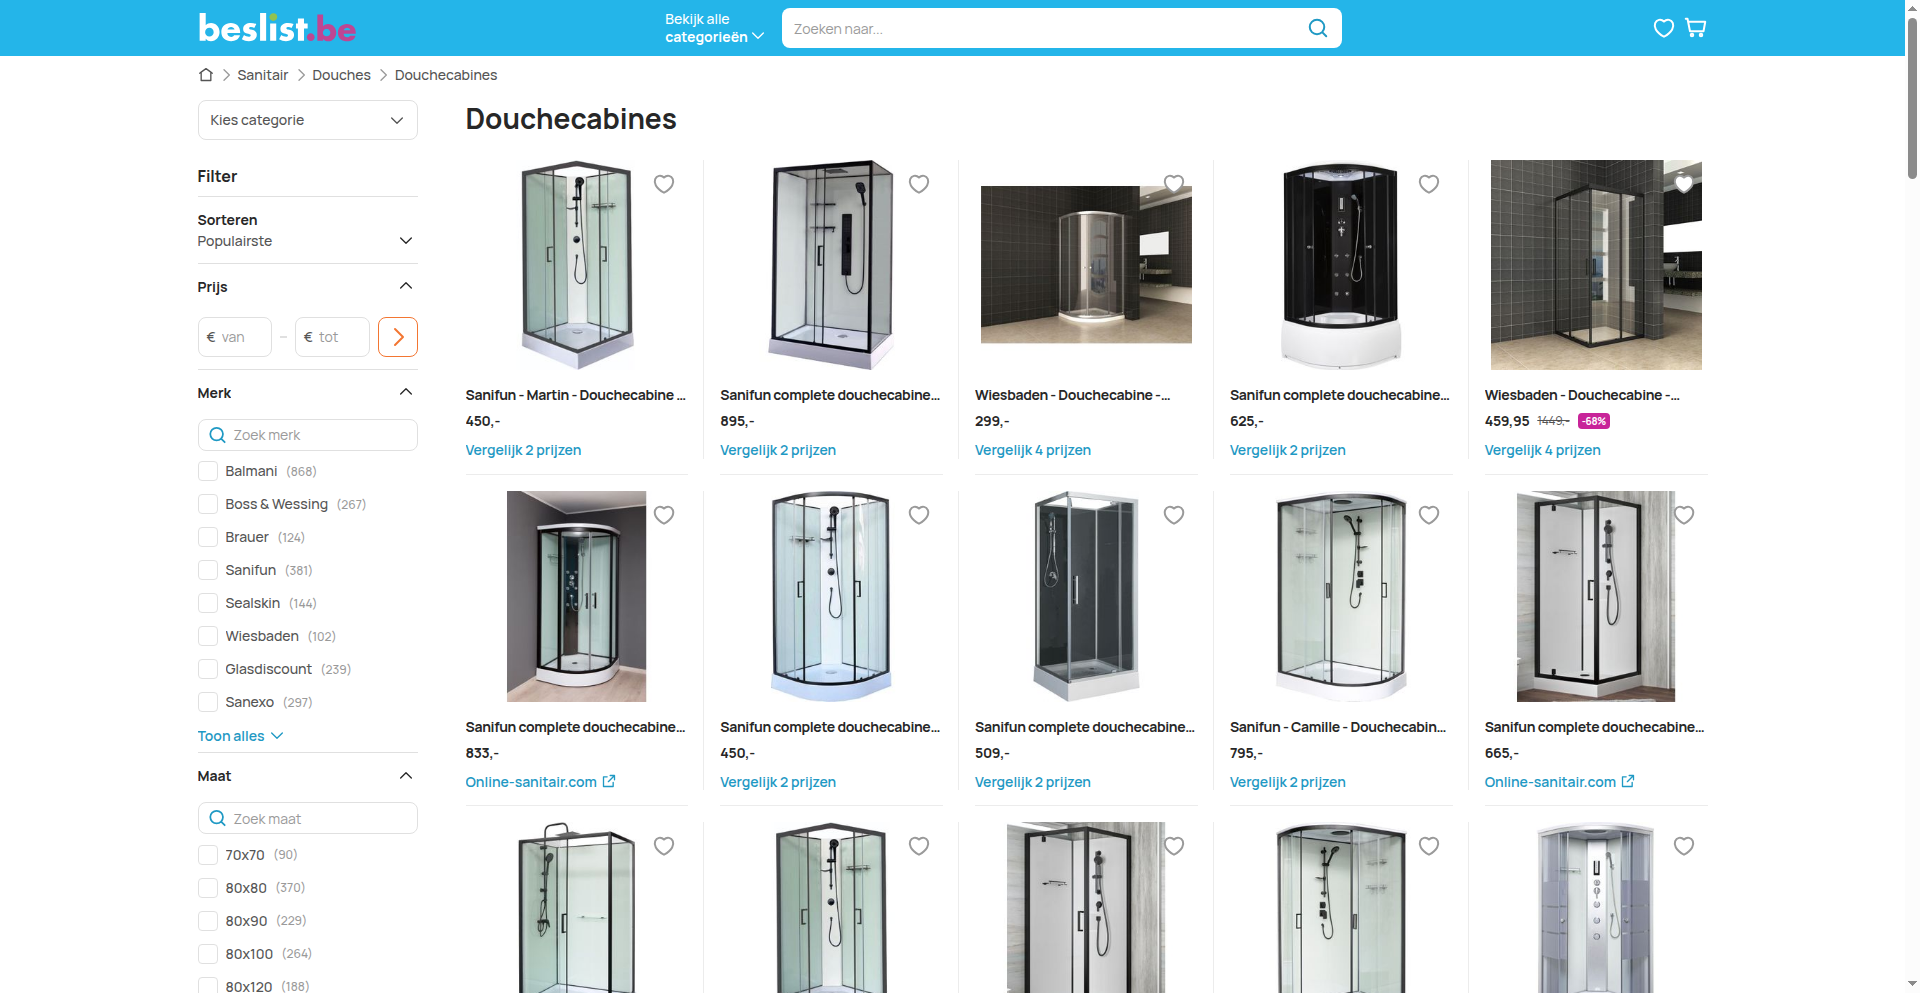 beslist.be
Bekijk alle
categorieën
Zoeken naar...
Sanitair
Douches
Douchecabines
Kies categorie
Douchecabines
Filter
Sorteren
Populairste
Prijs
€ van
–
€ tot
Merk
Zoek merk
Balmani (868)
Boss & Wessing (267)
Brauer (124)
Sanifun (381)
Sealskin (144)
Wiesbaden (102)
Glasdiscount (239)
Sanexo (297)
Toon alles
Maat
Zoek maat
70x70 (90)
80x80 (370)
80x90 (229)
80x100 (264)
80x120 (188)
Sanifun - Martin - Douchecabine ...
450,-
Vergelijk 2 prijzen
Sanifun complete douchecabine...
895,-
Vergelijk 2 prijzen
Wiesbaden - Douchecabine -...
299,-
Vergelijk 4 prijzen
Sanifun complete douchecabine...
625,-
Vergelijk 2 prijzen
Wiesbaden - Douchecabine -...
459,95 1449,- -68%
Vergelijk 4 prijzen
Sanifun complete douchecabine...
833,-
Online-sanitair.com
Sanifun complete douchecabine...
450,-
Vergelijk 2 prijzen
Sanifun complete douchecabine...
509,-
Vergelijk 2 prijzen
Sanifun - Camille - Douchecabin...
795,-
Vergelijk 2 prijzen
Sanifun complete douchecabine...
665,-
Online-sanitair.com